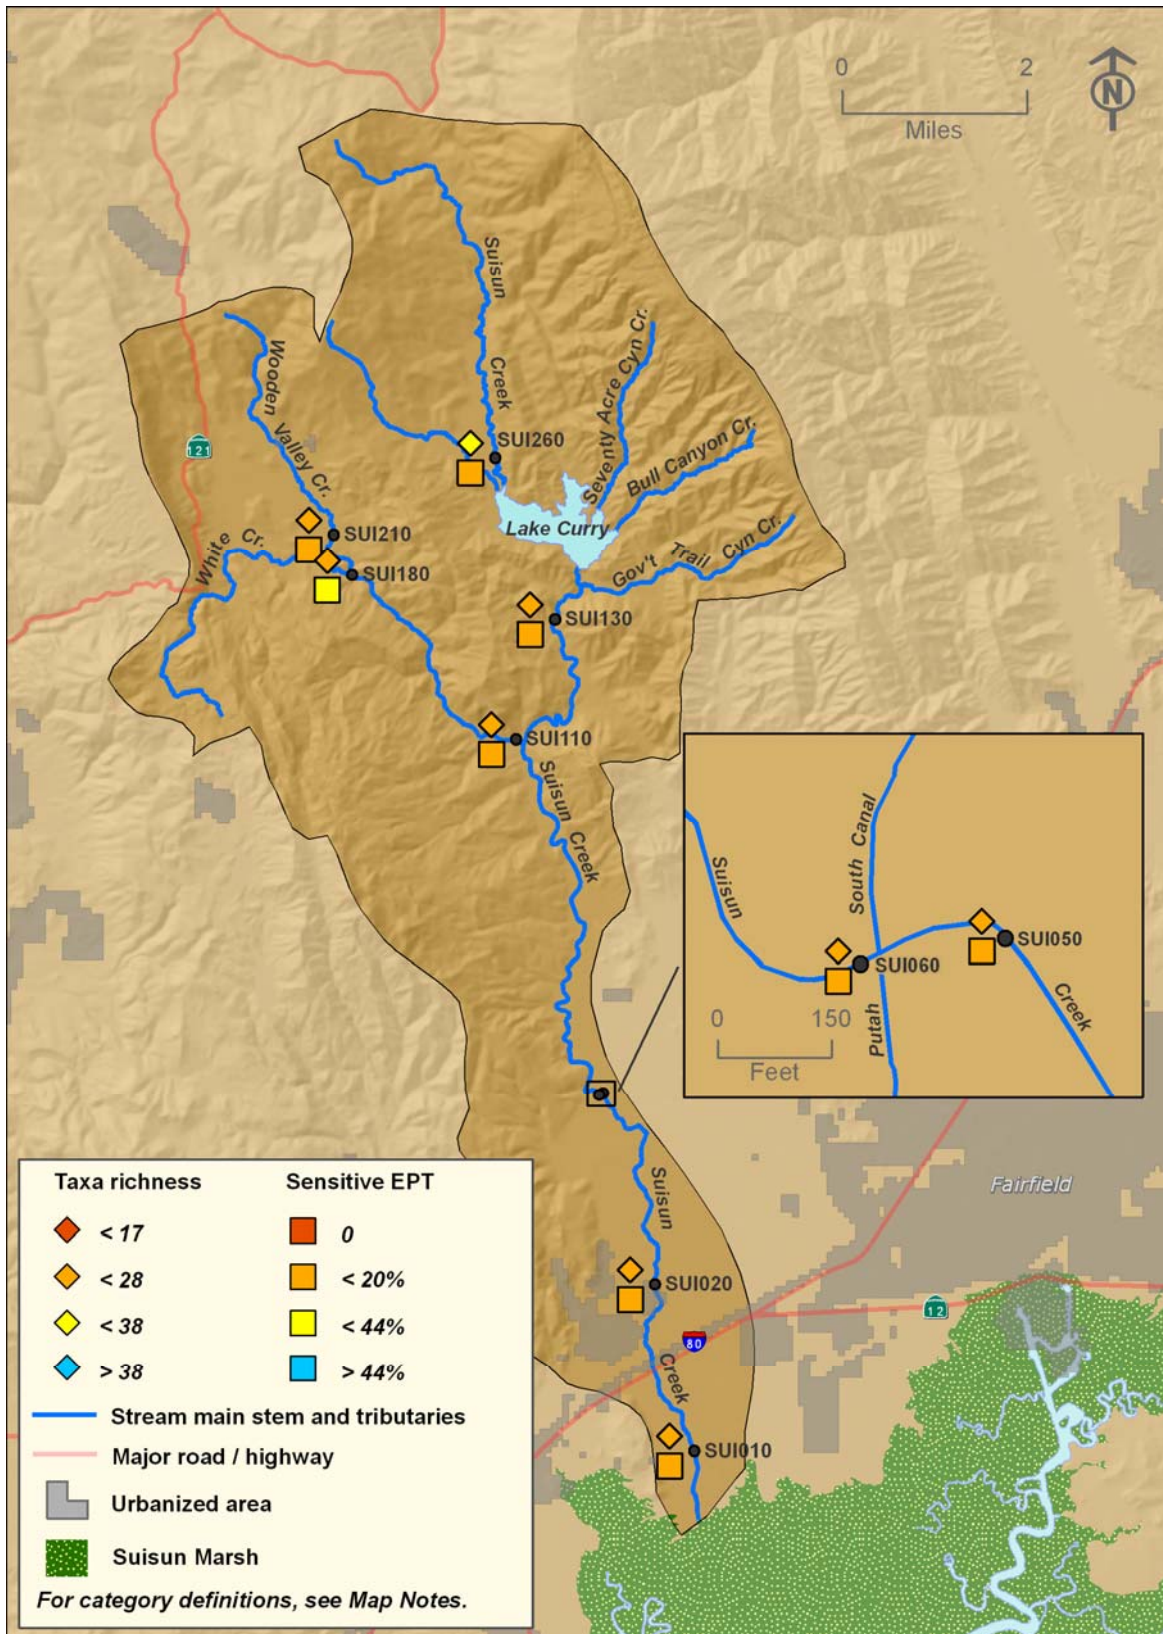 0 2
Miles
N
Suisun
Creek
Wooden Valley Cr.
121
SUI260
Seventy Acre Cyn Cr.
Bull Canyon Cr.
Lake Curry
Gov't Trail Cyn Cr.
White Cr.
SUI210
SUI180
SUI130
SUI110
Suisun Creek
Suisun
South Canal
Putah
SUI060
SUI050
Creek
0 150
Feet
Suisun
Fairfield
SUI020
12
80
Creek
SUI010
Taxa richness Sensitive EPT
< 17 0
< 28 < 20%
< 38 < 44%
> 38 > 44%
Stream main stem and tributaries
Major road / highway
Urbanized area
Suisun Marsh
For category definitions, see Map Notes.